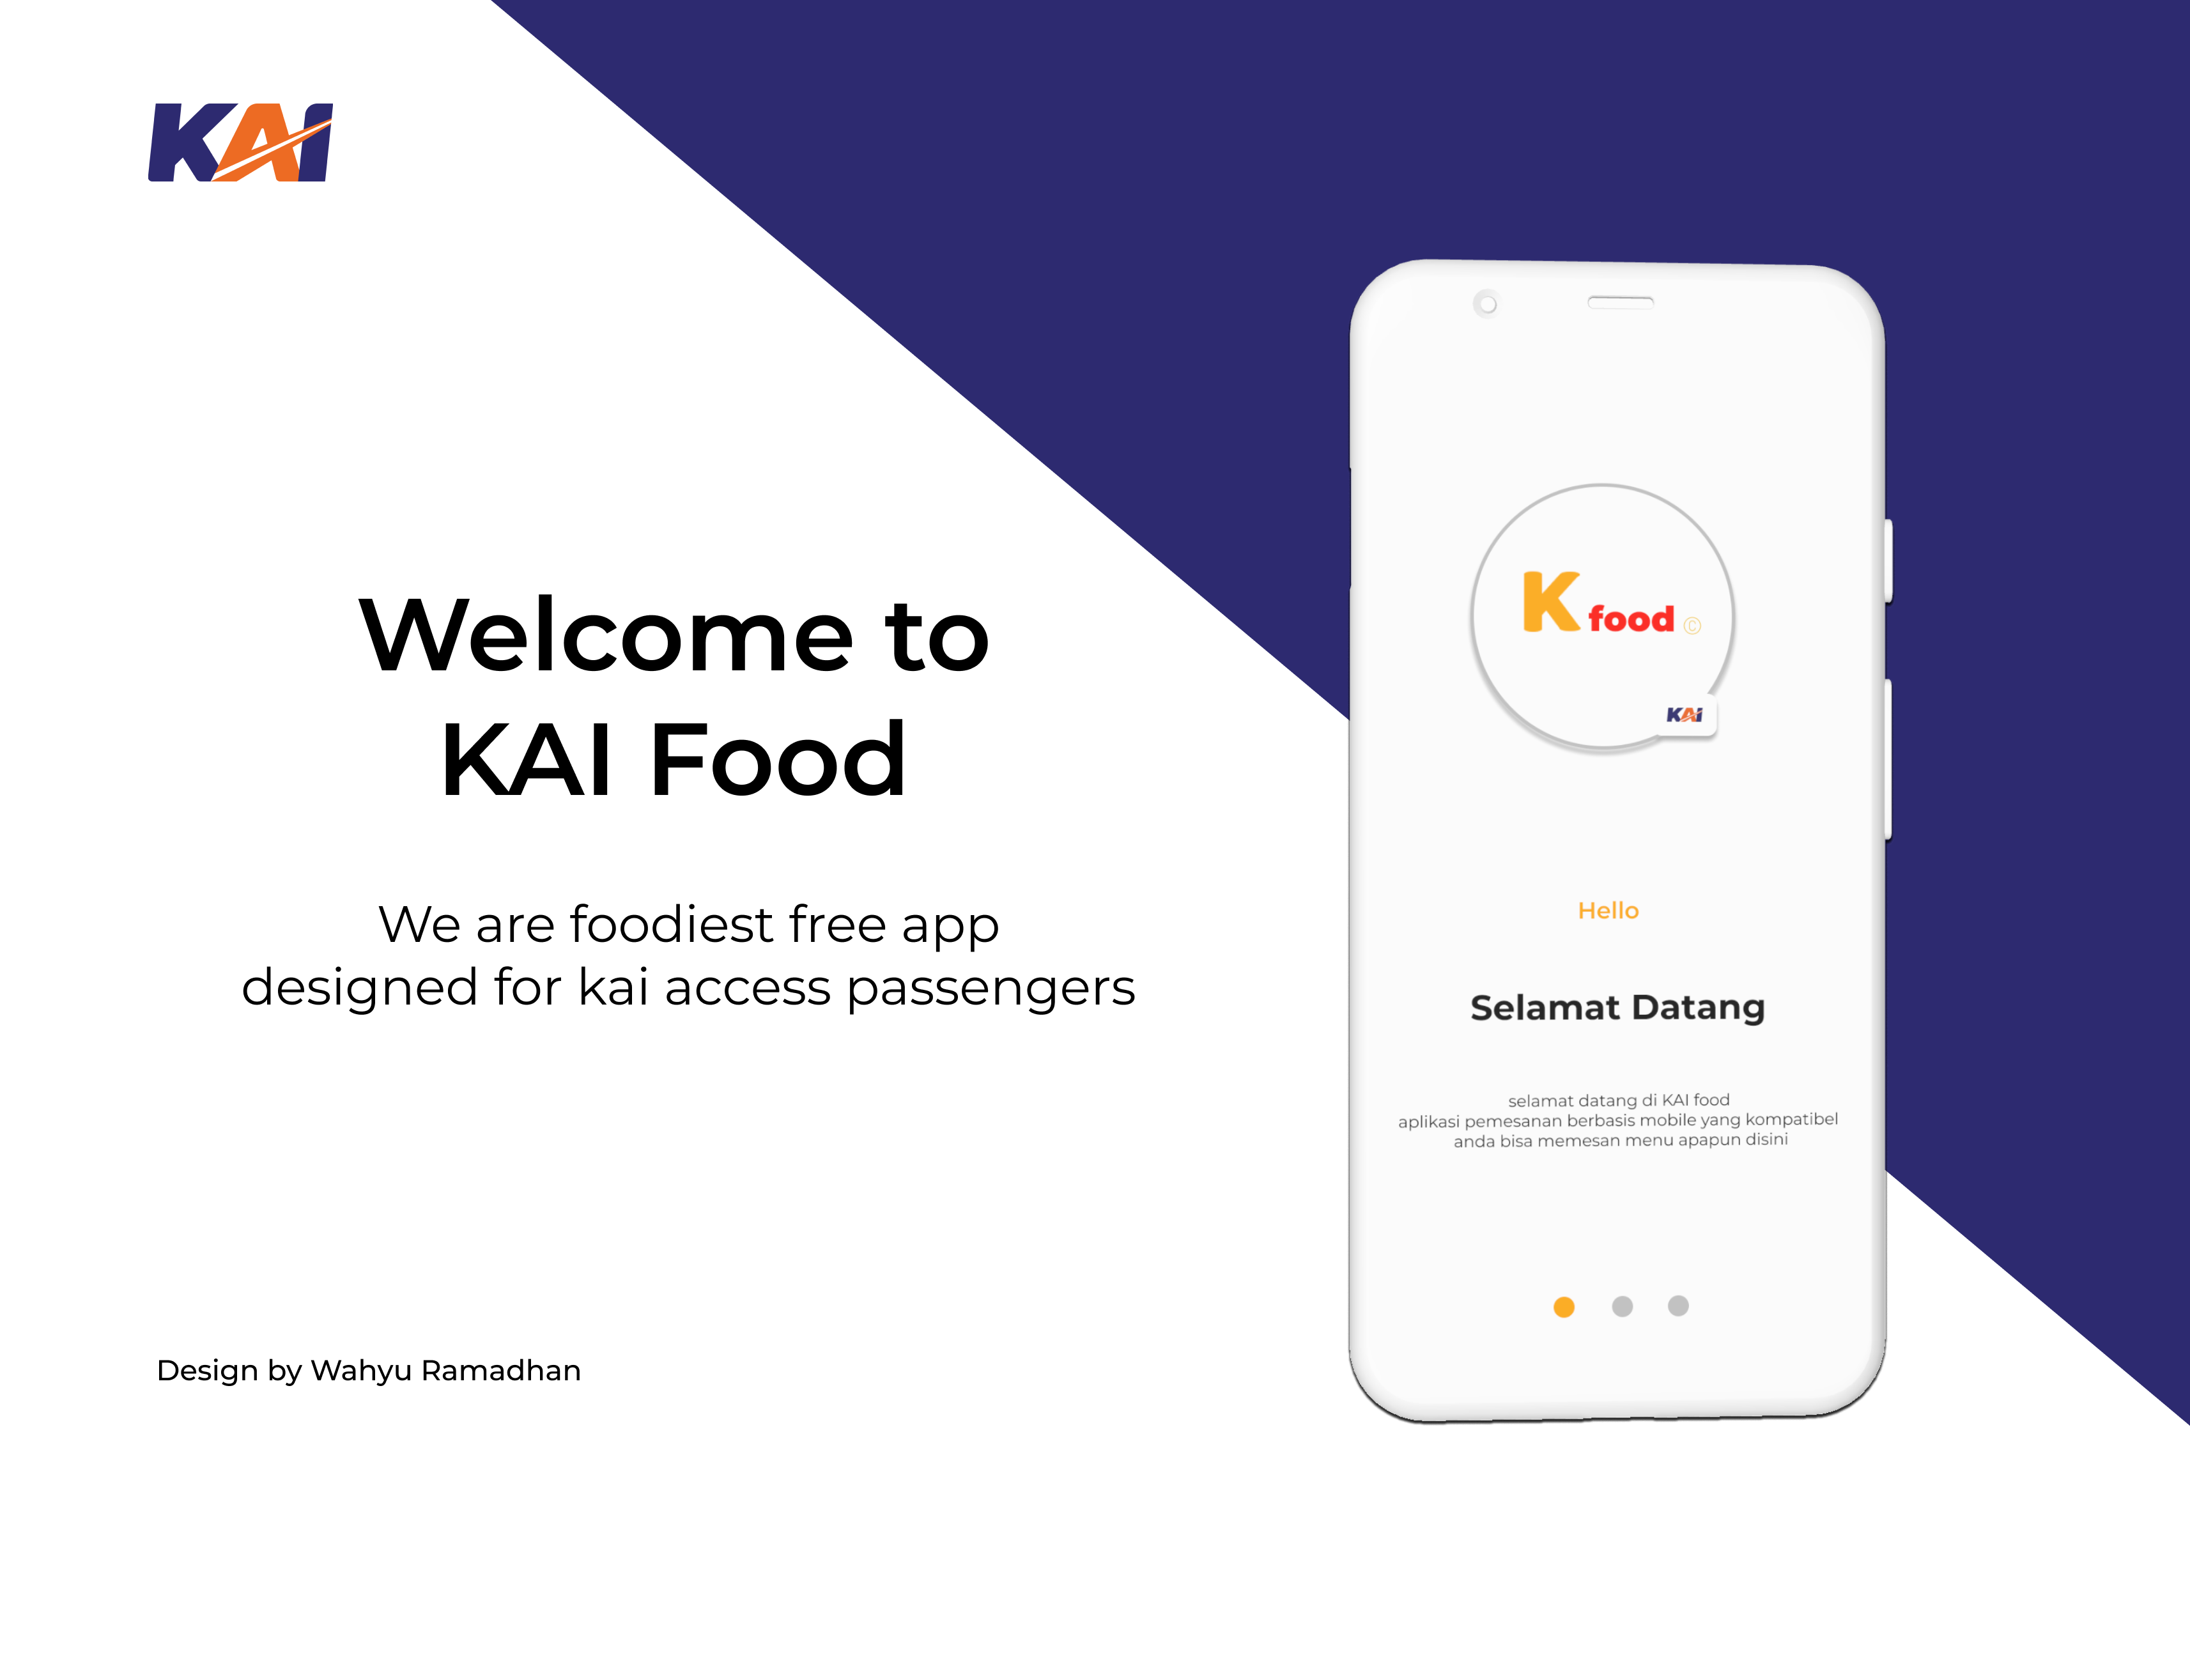 KAI
Welcome to
KAI Food
We are foodiest free app
designed for kai access passengers
Design by Wahyu Ramadhan
K food ©
KAI
Hello
Selamat Datang
selamat datang di KAI food
aplikasi pemesanan berbasis mobile yang kompatibel
anda bisa memesan menu apapun disini